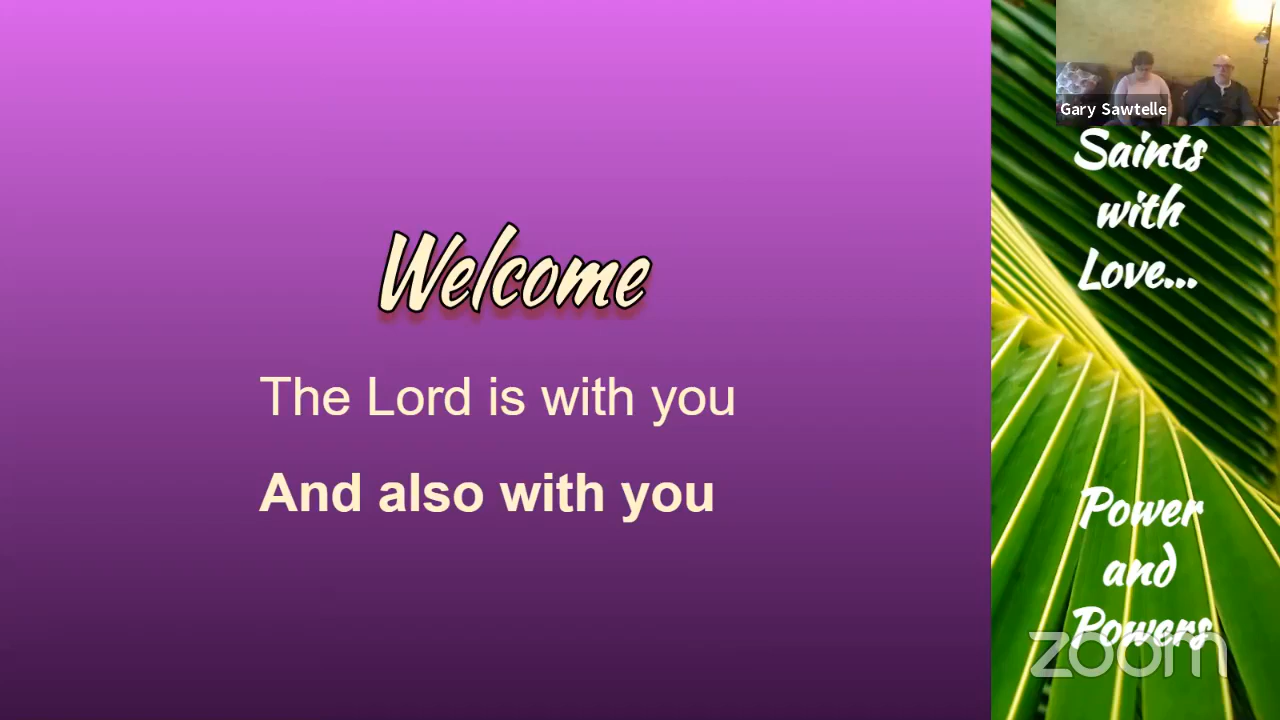 Welcome
The Lord is with you
And also with you
Gary Sawtelle
Saints
with
Love...
Power
and
Powers
zoom